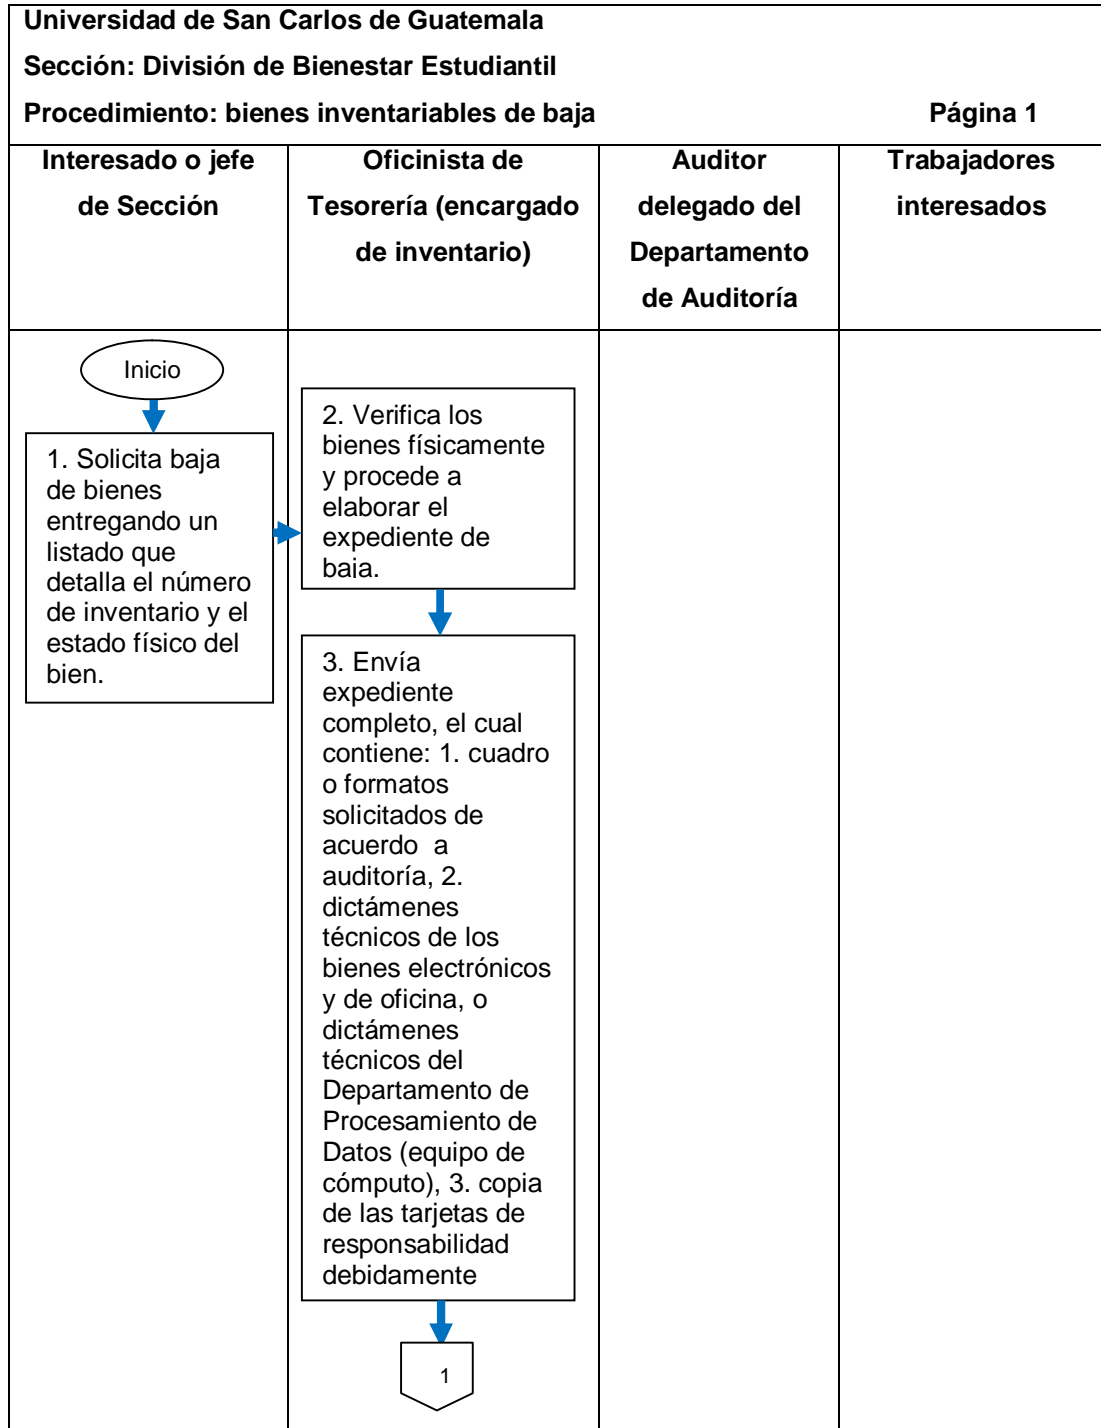 Universidad de San Carlos de Guatemala
Sección: División de Bienestar Estudiantil
Procedimiento: bienes inventariables de baja Página 1
Interesado o jefe
de Sección
Oficinista de
Tesorería (encargado
de inventario)
Auditor
delegado del
Departamento
de Auditoría
Trabajadores
interesados
Inicio
1. Solicita baja
de bienes
entregando un
listado que
detalla el número
de inventario y el
estado físico del
bien.
2. Verifica los
bienes físicamente
y procede a
elaborar el
expediente de
baja.
3. Envía
expediente
completo, el cual
contiene: 1. cuadro
o formatos
solicitados de
acuerdo a
auditoría, 2.
dictámenes
técnicos de los
bienes electrónicos
y de oficina, o
dictámenes
técnicos del
Departamento de
Procesamiento de
Datos (equipo de
cómputo), 3. copia
de las tarjetas de
responsabilidad
debidamente
1